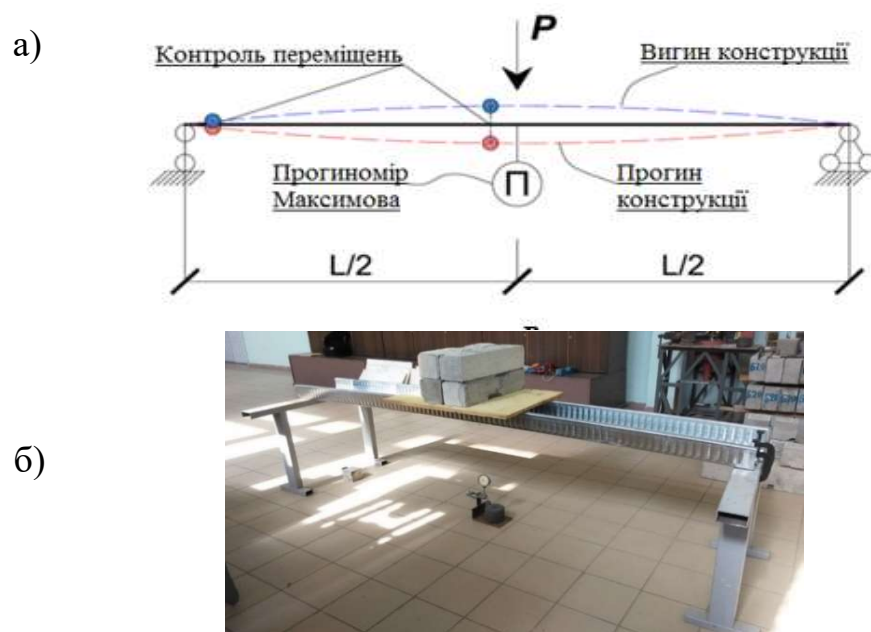 а)
P
Контроль переміщень
Вигин конструкції
Прогиномір
Максимова
П
Прогин
конструкції
L/2
L/2
б)